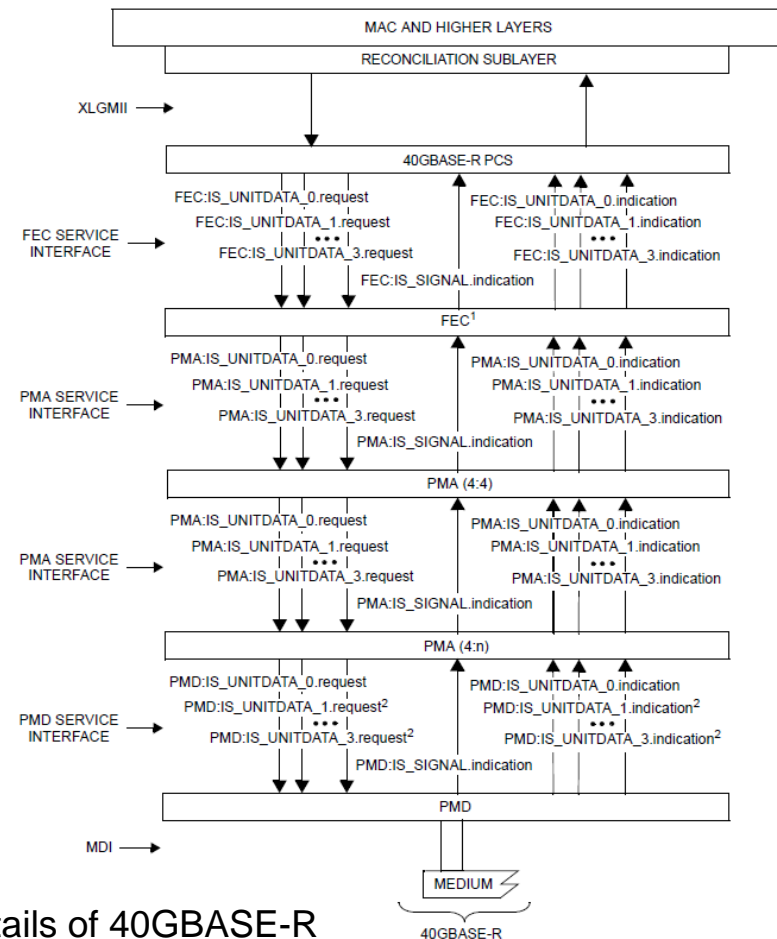 MAC AND HIGHER LAYERS
RECONCILIATION SUBLAYER
XLGMII
40GBASE-R PCS
FEC SERVICE
INTERFACE
FEC:IS_UNITDATA_0.request
FEC:IS_UNITDATA_1.request
•••
FEC:IS_UNITDATA_3.request
FEC:IS_SIGNAL.indication
FEC:IS_UNITDATA_0.indication
FEC:IS_UNITDATA_1.indication
•••
FEC:IS_UNITDATA_3.indication
FEC1
PMA SERVICE
INTERFACE
PMA:IS_UNITDATA_0.request
PMA:IS_UNITDATA_1.request
•••
PMA:IS_UNITDATA_3.request
PMA:IS_SIGNAL.indication
PMA:IS_UNITDATA_0.indication
PMA:IS_UNITDATA_1.indication
•••
PMA:IS_UNITDATA_3.indication
PMA (4:4)
PMA SERVICE
INTERFACE
PMA:IS_UNITDATA_0.request
PMA:IS_UNITDATA_1.request
•••
PMA:IS_UNITDATA_3.request
PMA:IS_SIGNAL.indication
PMA:IS_UNITDATA_0.indication
PMA:IS_UNITDATA_1.indication
•••
PMA:IS_UNITDATA_3.indication
PMA (4:n)
PMD SERVICE
INTERFACE
PMD:IS_UNITDATA_0.request
PMD:IS_UNITDATA_1.request2
•••
PMD:IS_UNITDATA_3.request2
PMD:IS_SIGNAL.indication
PMD:IS_UNITDATA_0.indication
PMD:IS_UNITDATA_1.indication2
•••
PMD:IS_UNITDATA_3.indication2
PMD
MDI
MEDIUM
tails of 40GBASE-R
40GBASE-R